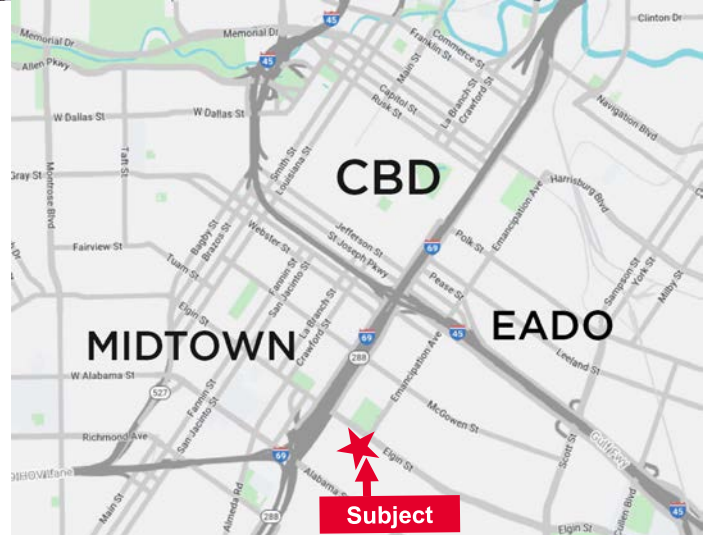 45
Clinton Dr
Memorial Dr
Memorial Dr
Commerce St
Franklin St
Allen Pkwy
45
Main St
Capitol St
Rusk St
La Branch St
Crawford St
Navigation Blvd
W Dallas St
W Dallas St
Taft St
Montrose Blvd
Gray St
Smith St
Louisiana St
CBD
Harrisburg Blvd
Emancipation Ave
Bagby St
Brazos St
Webster St
Jefferson St
St Joseph Pkwy
69
Polk St
Fairview St
Tuam St
Fannin St
San Jacinto St
Pease St
Sampson St
York St
Milby St
Elgin St
La Branch St
Crawford St
MIDTOWN
69
45
EADO
288
Emancipation Ave
Leeland St
W Alabama St
527
Fannin St
San Jacinto St
McGowen St
Richmond Ave
69
Elgin St
Scott St
Gulf Fwy
Main St
Almeda Rd
Alabama St
288
Subject
Elgin St
Cullen Blvd
45